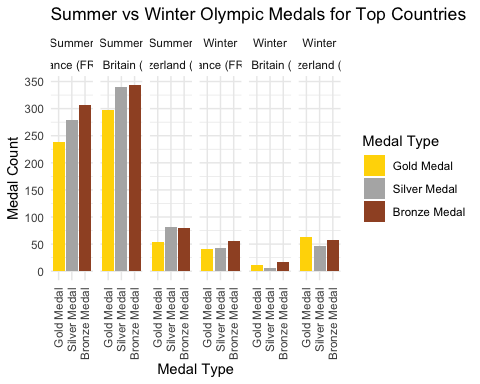 Summer vs Winter Olympic Medals for Top Countries
Summer Summer Summer Winter Winter Winter
ance (FR Britain ( zerland ( ance (FR Britain ( zerland (
350
300
250
200
150
100
50
0
Medal Count
Gold Medal
Silver Medal
Bronze Medal
Gold Medal
Silver Medal
Bronze Medal
Gold Medal
Silver Medal
Bronze Medal
Gold Medal
Silver Medal
Bronze Medal
Gold Medal
Silver Medal
Bronze Medal
Gold Medal
Silver Medal
Bronze Medal
Medal Type
Medal Type
Gold Medal
Silver Medal
Bronze Medal